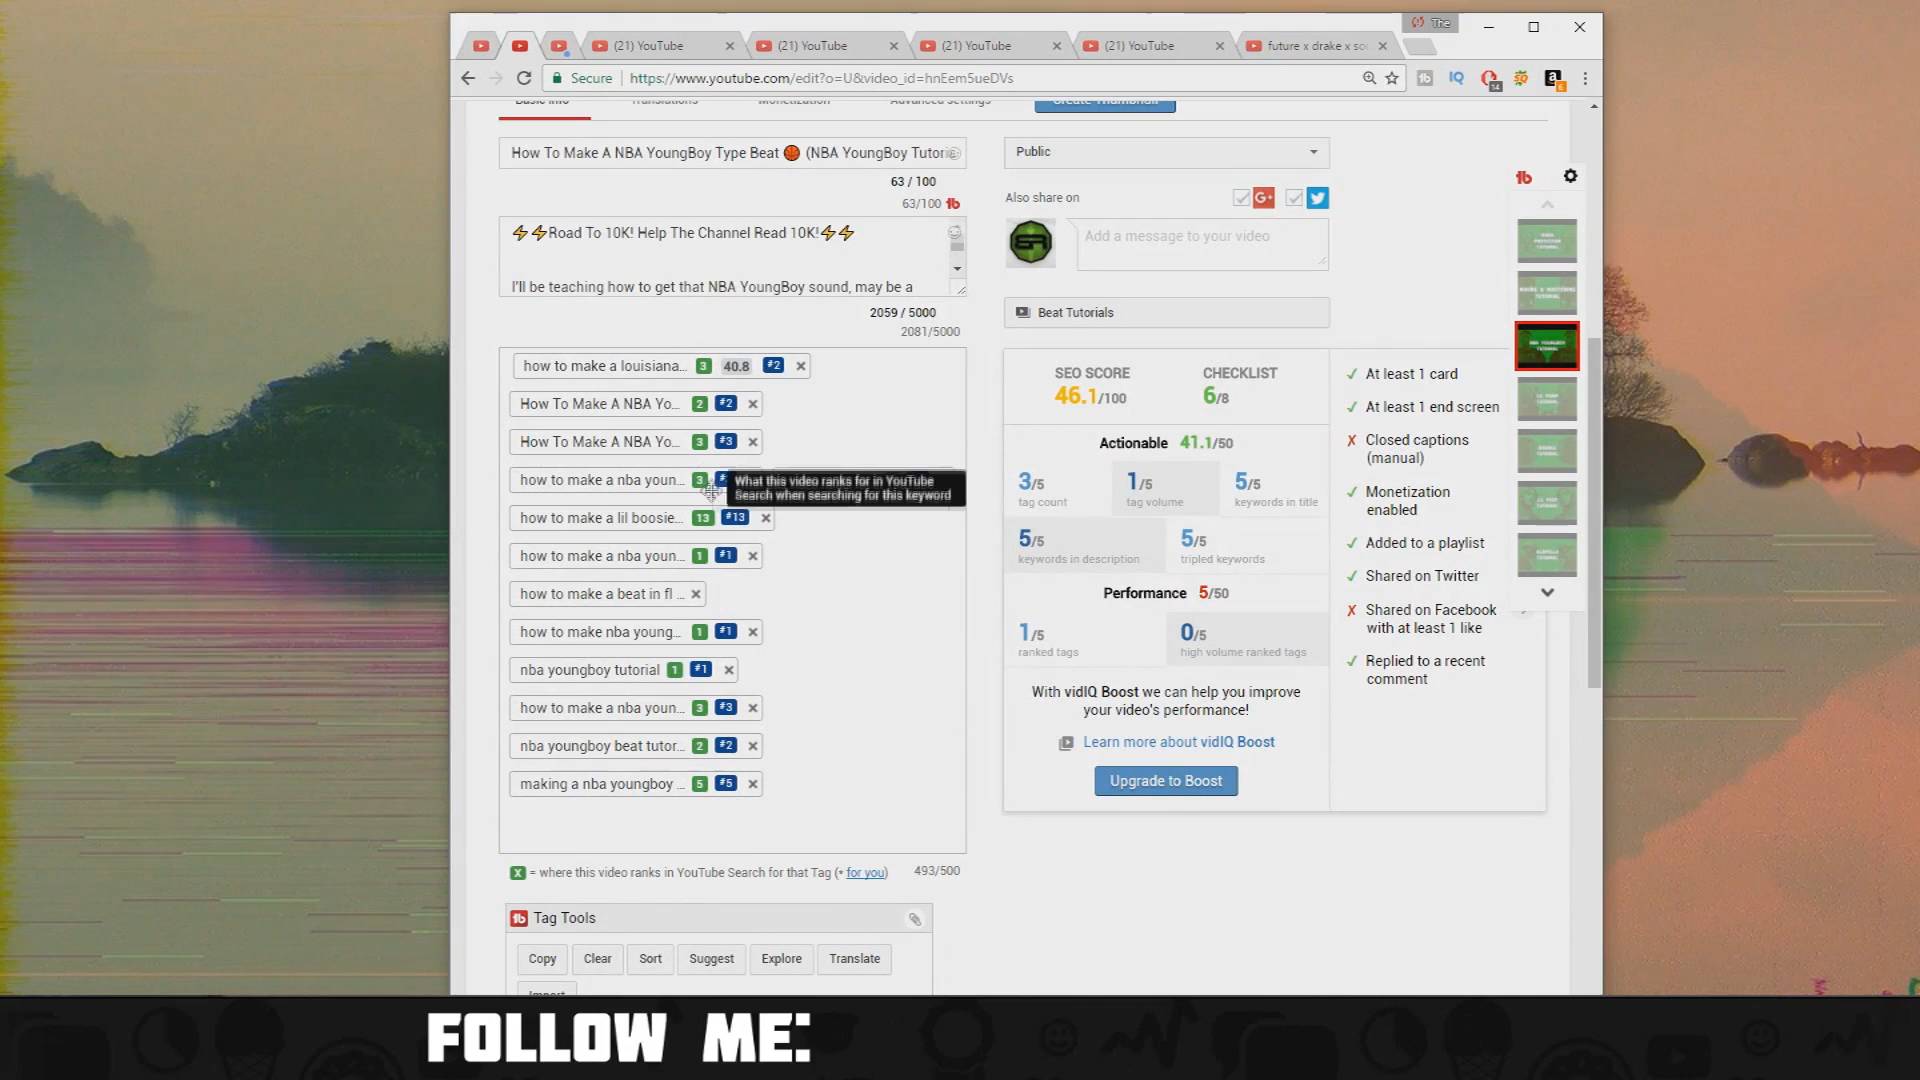 The
(21) YouTube
(21) YouTube
(21) YouTube
(21) YouTube
future x drake x so
Secure
https://www.youtube.com/edit?o=U&video_id=hnEem5ueDVs
IQ
14
6
Basic info
Translations
Monetization
Advanced settings
Create Thumbnail
How To Make A NBA YoungBoy Type Beat 🏀 (NBA YoungBoy Tutori
63 / 100
63/100
⚡⚡Road To 10K! Help The Channel Read 10K!⚡⚡
I'll be teaching how to get that NBA YoungBoy sound, may be a
2059 / 5000
2081/5000
how to make a louisiana... 3 40.8 #2
How To Make A NBA Yo... 2 #2
How To Make A NBA Yo... 3 #3
how to make a nba youn... 3 #
What this video ranks for in YouTube
Search when searching for this keyword
how to make a lil boosie... 13 #13
how to make a nba youn... 1 #1
how to make a beat in fl ...
how to make nba young... 1 #1
nba youngboy tutorial 1 #1
how to make a nba youn... 3 #3
nba youngboy beat tutor... 2 #2
making a nba youngboy ... 5 #5
X = where this video ranks in YouTube Search for that Tag (• for you)
493/500
Tag Tools
Copy
Clear
Sort
Suggest
Explore
Translate
Import
Public
Also share on
G+
Add a message to your video
Beat Tutorials
SEO SCORE
46.1/100
CHECKLIST
6/8
Actionable 41.1/50
3/5
tag count
1/5
tag volume
5/5
keywords in title
5/5
keywords in description
5/5
tripled keywords
Performance 5/50
1/5
ranked tags
0/5
high volume ranked tags
With vidIQ Boost we can help you improve
your video's performance!
Learn more about vidIQ Boost
Upgrade to Boost
At least 1 card
At least 1 end screen
Closed captions
(manual)
Monetization
enabled
Added to a playlist
Shared on Twitter
Shared on Facebook
with at least 1 like
Replied to a recent
comment
FOLLOW ME: